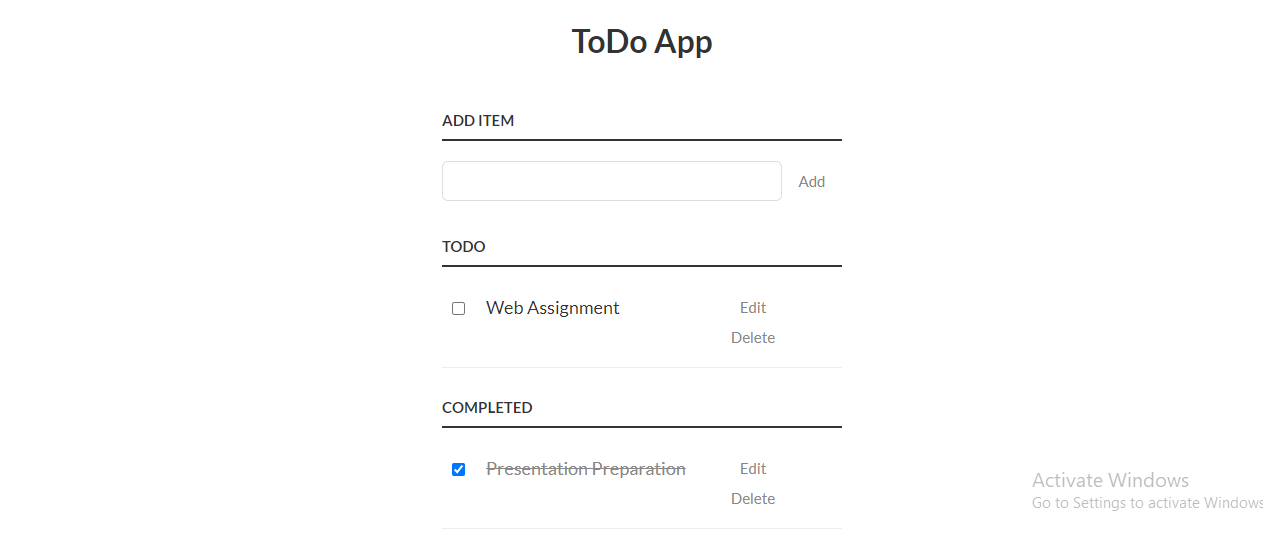 ToDo App
ADD ITEM
Add
TODO
Web Assignment Edit
Delete
COMPLETED
Presentation Preparation Edit
Delete
Activate Windows
Go to Settings to activate Windows